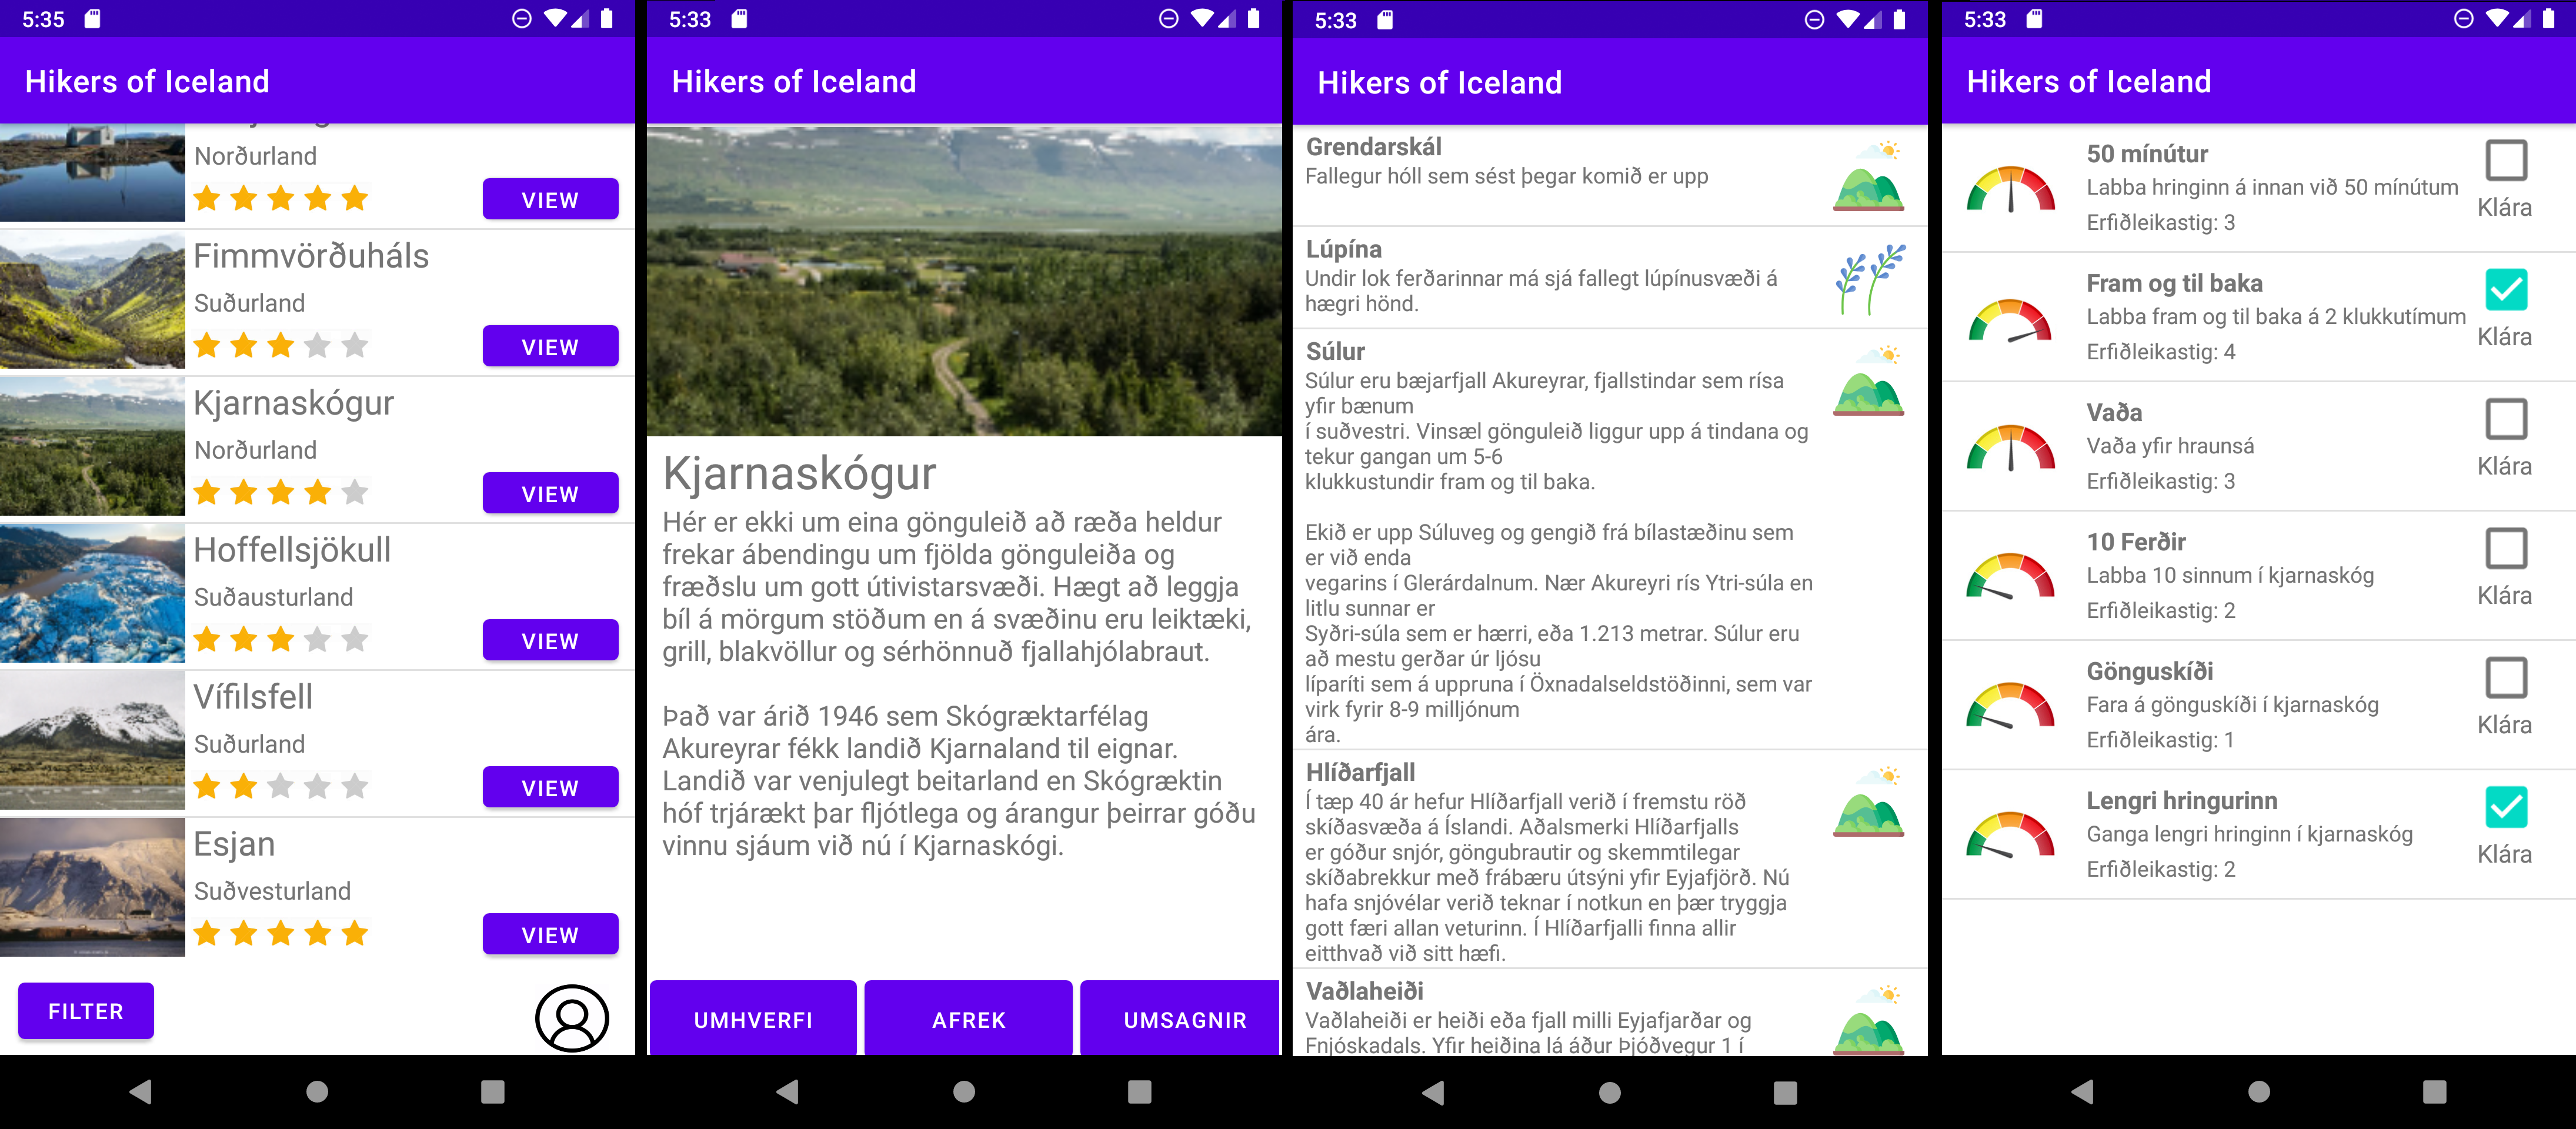 5:35
Hikers of Iceland
Norðurland
VIEW
Fimmvörðuháls
Suðurland
VIEW
Kjarnaskógur
Norðurland
VIEW
Hoffellsjökull
Suðausturland
VIEW
Vífilsfell
Suðurland
VIEW
Esjan
Suðvesturland
VIEW
FILTER
5:33
Hikers of Iceland
Kjarnaskógur
Hér er ekki um eina gönguleið að ræða heldur
frekar ábendingu um fjölda gönguleiða og
fræðslu um gott útivistarsvæði. Hægt að leggja
bíl á mörgum stöðum en á svæðinu eru leiktæki,
grill, blakvöllur og sérhönnuð fjallahjólabraut.
Það var árið 1946 sem Skógræktarfélag
Akureyrar fékk landið Kjarnaland til eignar.
Landið var venjulegt beitarland en Skógræktin
hóf trjárækt þar fljótlega og árangur þeirrar góðu
vinnu sjáum við nú í Kjarnaskógi.
UMHVERFI
AFREK
UMSAGNIR
5:33
Hikers of Iceland
Grendarskál
Fallegur hóll sem sést þegar komið er upp
Lúpína
Undir lok ferðarinnar má sjá fallegt lúpínusvæði á
hægri hönd.
Súlur
Súlur eru bæjarfjall Akureyrar, fjallstindar sem rísa
yfir bænum
í suðvestri. Vinsæl gönguleið liggur upp á tindana og
tekur gangan um 5-6
klukkustundir fram og til baka.
Ekið er upp Súluveg og gengið frá bílastæðinu sem
er við enda
vegarins í Glerárdalnum. Nær Akureyri rís Ytri-súla en
litlu sunnar er
Syðri-súla sem er hærri, eða 1.213 metrar. Súlur eru
að mestu gerðar úr ljósu
líparíti sem á uppruna í Öxnadalseldstöðinni, sem var
virk fyrir 8-9 milljónum
ára.
Hlíðarfjall
Í tæp 40 ár hefur Hlíðarfjall verið í fremstu röð
skíðasvæða á Íslandi. Aðalsmerki Hlíðarfjalls
er góður snjór, göngubrautir og skemmtilegar
skíðabrekkur með frábæru útsýni yfir Eyjafjörð. Nú
hafa snjóvélar verið teknar í notkun en þær tryggja
gott færi allan veturinn. Í Hlíðarfjalli finna allir
eitthvað við sitt hæfi.
Vaðlaheiði
Vaðlaheiði er heiði eða fjall milli Eyjafjarðar og
Fnjóskadals. Yfir heiðina lá áður Þjóðvegur 1 í
5:33
Hikers of Iceland
50 mínútur
Labba hringinn á innan við 50 mínútum
Erfiðleikastig: 3
Klára
Fram og til baka
Labba fram og til baka á 2 klukkutímum
Erfiðleikastig: 4
Klára
Vaða
Vaða yfir hraunsá
Erfiðleikastig: 3
Klára
10 Ferðir
Labba 10 sinnum í kjarnaskóg
Erfiðleikastig: 2
Klára
Gönguskíði
Fara á gönguskíði í kjarnaskóg
Erfiðleikastig: 1
Klára
Lengri hringurinn
Ganga lengri hringinn í kjarnaskóg
Erfiðleikastig: 2
Klára